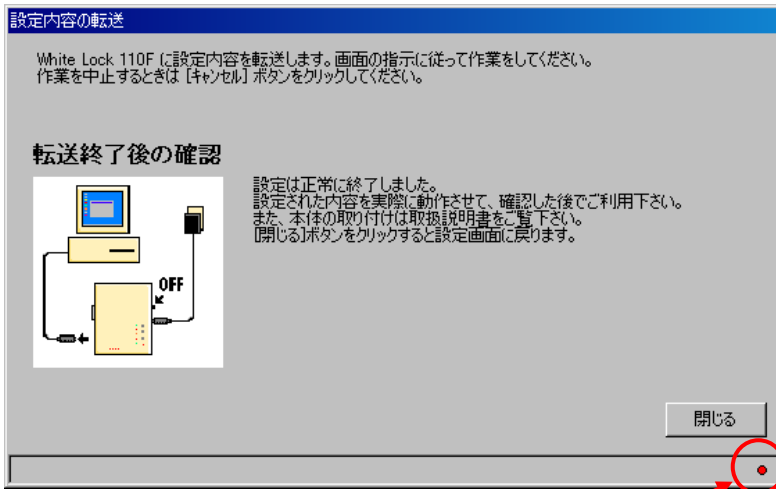 設定内容の転送
White Lock 110F に設定内容を転送します。画面の指示に従って作業をしてください。
作業を中止するときは [キャンセル] ボタンをクリックしてください。
転送終了後の確認
設定は正常に終了しました。
設定された内容を実際に動作させて、確認した後でご利用下さい。
また、本体の取り付けは取扱説明書をご覧下さい。
[閉じる]ボタンをクリックすると設定画面に戻ります。
OFF
閉じる